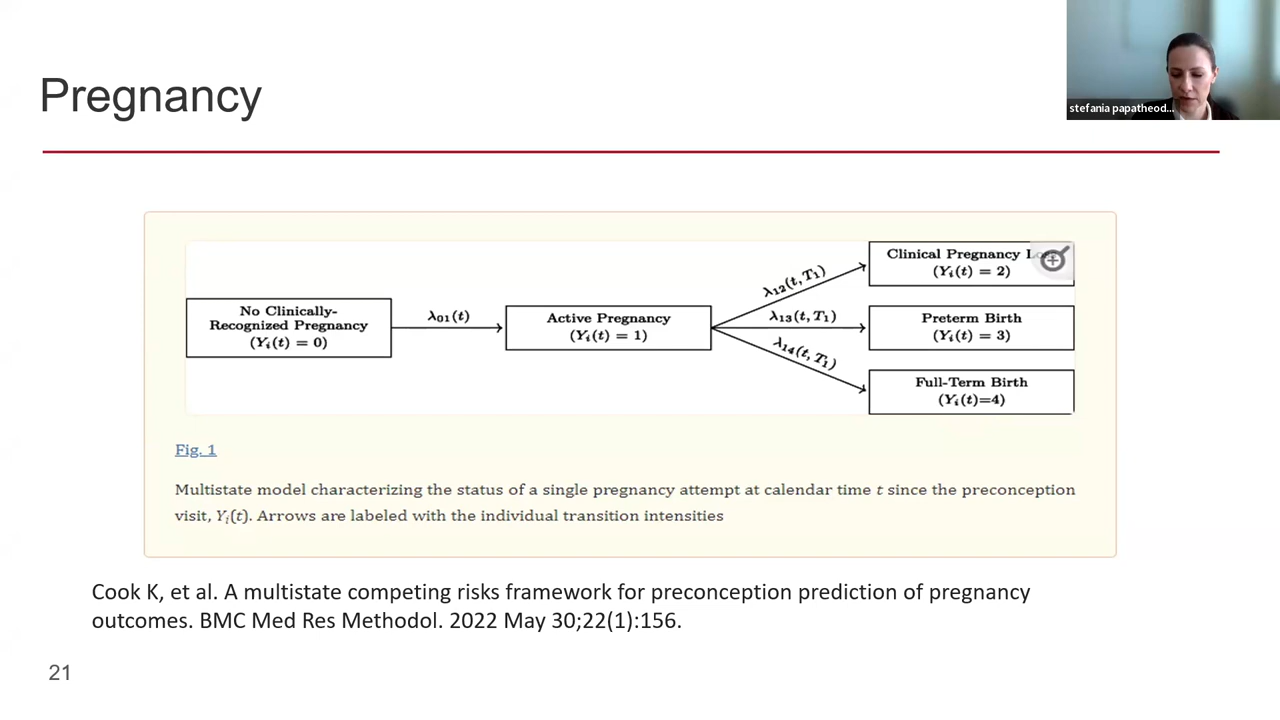 Pregnancy
stefania papatheod...
Clinical Pregnancy
(Yᵢ(t) = 2)
λ₁₂(t, T₁)
No Clinically-
Recognized Pregnancy
(Yᵢ(t) = 0)
λ₀₁(t)
Active Pregnancy
(Yᵢ(t) = 1)
λ₁₃(t, T₁)
Preterm Birth
(Yᵢ(t) = 3)
λ₁₄(t, T₁)
Full-Term Birth
(Yᵢ(t)=4)
Fig. 1
Multistate model characterizing the status of a single pregnancy attempt at calendar time t since the preconception
visit, Yᵢ(t). Arrows are labeled with the individual transition intensities
Cook K, et al. A multistate competing risks framework for preconception prediction of pregnancy
outcomes. BMC Med Res Methodol. 2022 May 30;22(1):156.
21